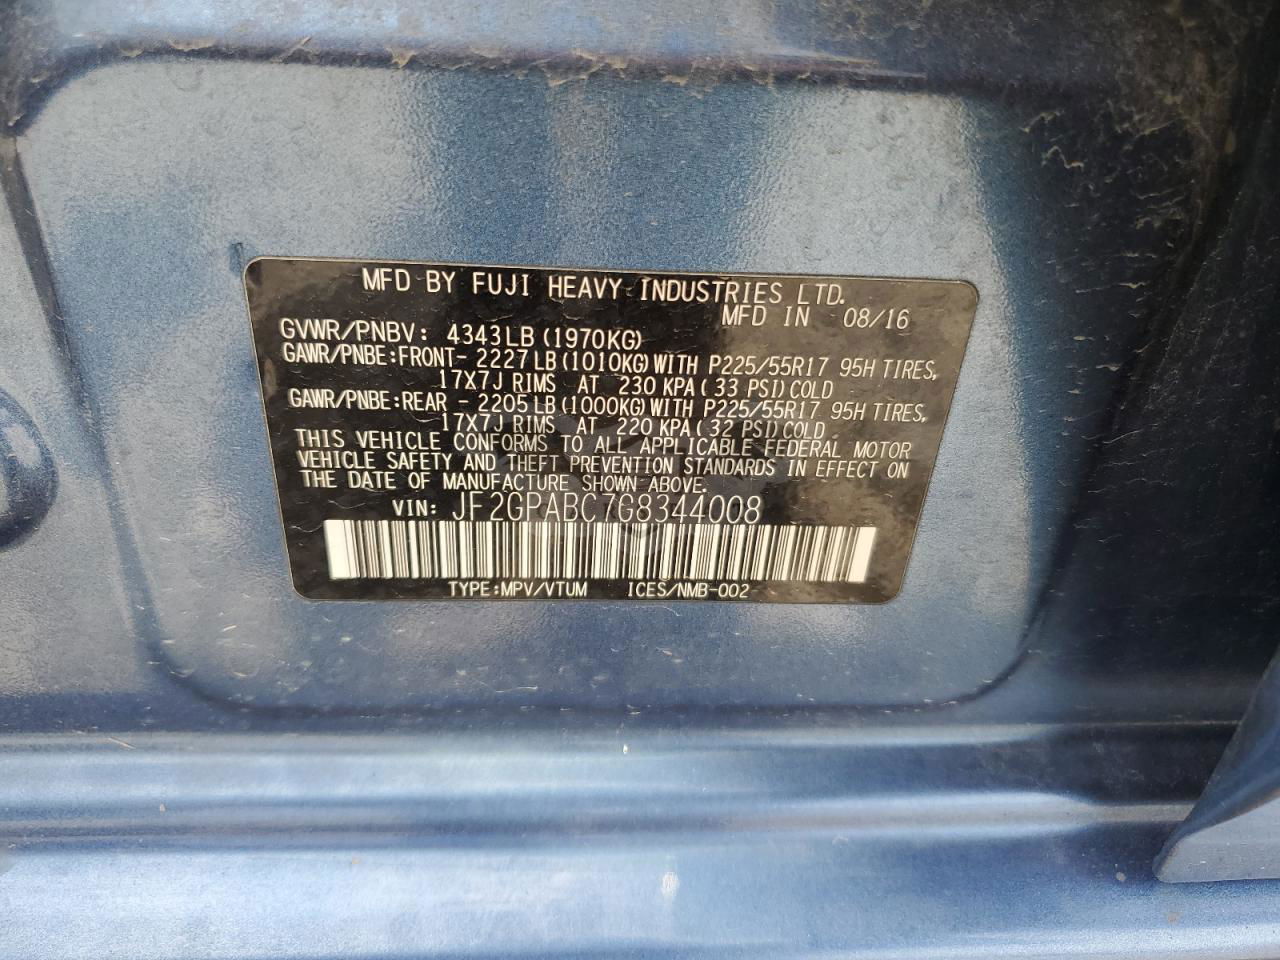 MFD BY FUJI HEAVY INDUSTRIES LTD.
MFD IN 08/16
GVWR/PNBV: 4343LB (1970KG)
GAWR/PNBE:FRONT- 2227LB (1010KG) WITH P225/55R17 95H TIRES,
17X7J RIMS AT 230 KPA ( 33 PSI) COLD
GAWR/PNBE:REAR - 2205LB (1000KG) WITH P225/55R17 95H TIRES,
17X7J RIMS AT 220 KPA ( 32 PSI) COLD.
THIS VEHICLE CONFORMS TO ALL APPLICABLE FEDERAL MOTOR
VEHICLE SAFETY AND THEFT PREVENTION STANDARDS IN EFFECT ON
THE DATE OF MANUFACTURE SHOWN ABOVE.
VIN: JF2GPABC7G8344008
TYPE:MPV/VTUM ICES/NMB-002